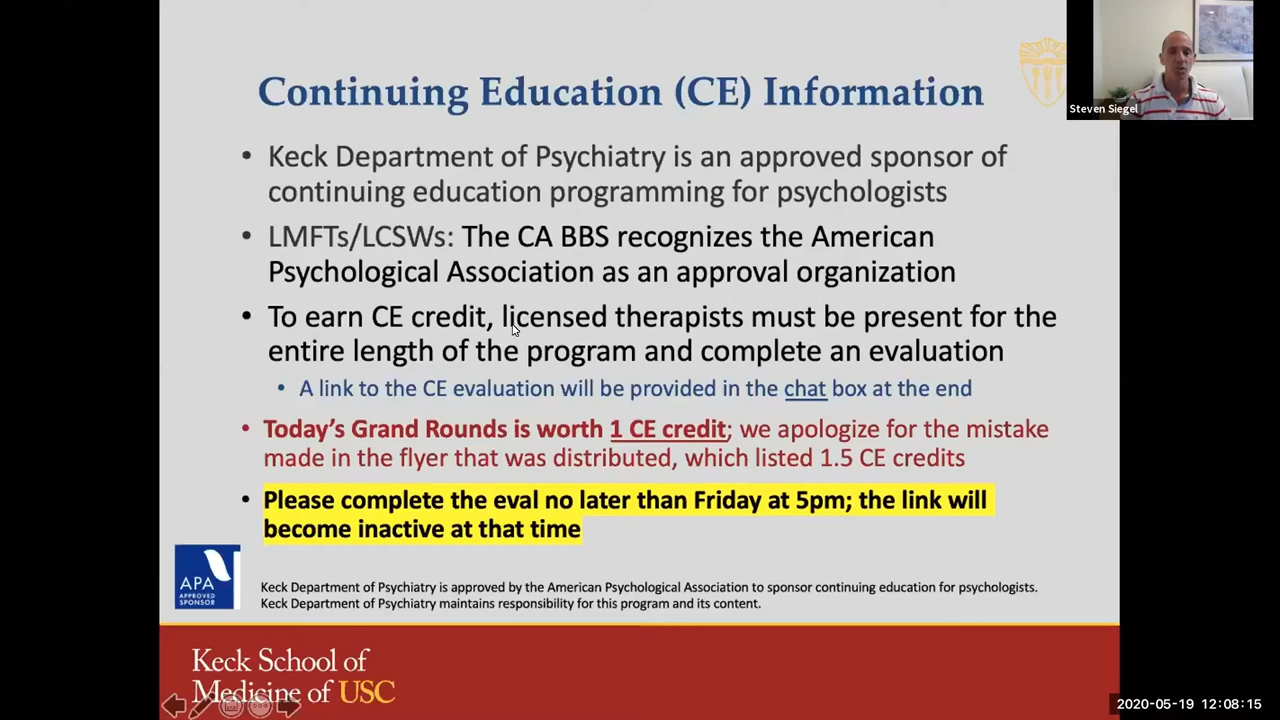 Continuing Education (CE) Information
Steven Siegel
• Keck Department of Psychiatry is an approved sponsor of
continuing education programming for psychologists
• LMFTs/LCSWs: The CA BBS recognizes the American
Psychological Association as an approval organization
• To earn CE credit, licensed therapists must be present for the
entire length of the program and complete an evaluation
• A link to the CE evaluation will be provided in the chat box at the end
• Today’s Grand Rounds is worth 1 CE credit; we apologize for the mistake
made in the flyer that was distributed, which listed 1.5 CE credits
• Please complete the eval no later than Friday at 5pm; the link will
become inactive at that time
APA
APPROVED
SPONSOR
Keck Department of Psychiatry is approved by the American Psychological Association to sponsor continuing education for psychologists.
Keck Department of Psychiatry maintains responsibility for this program and its content.
Keck School of
Medicine of USC
2020-05-19 12:08:15